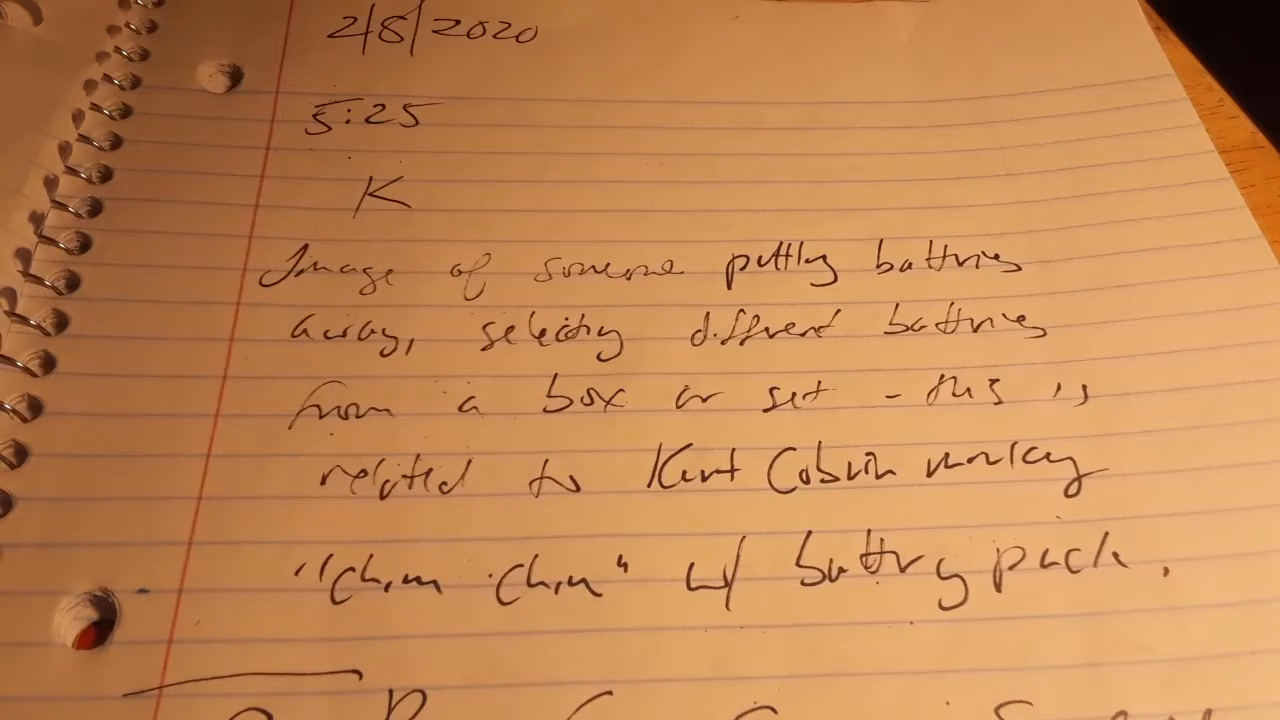 2/8/2020
5:25
K
Image of someone putting batteries
away, selecting different batteries
from a box or set - this is
related to Kurt Cobain monkey
"Chim Chim" w/ battery pack.